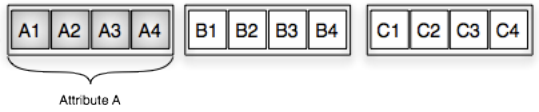 A1 A2 A3 A4 B1 B2 B3 B4 C1 C2 C3 C4
Attribute A